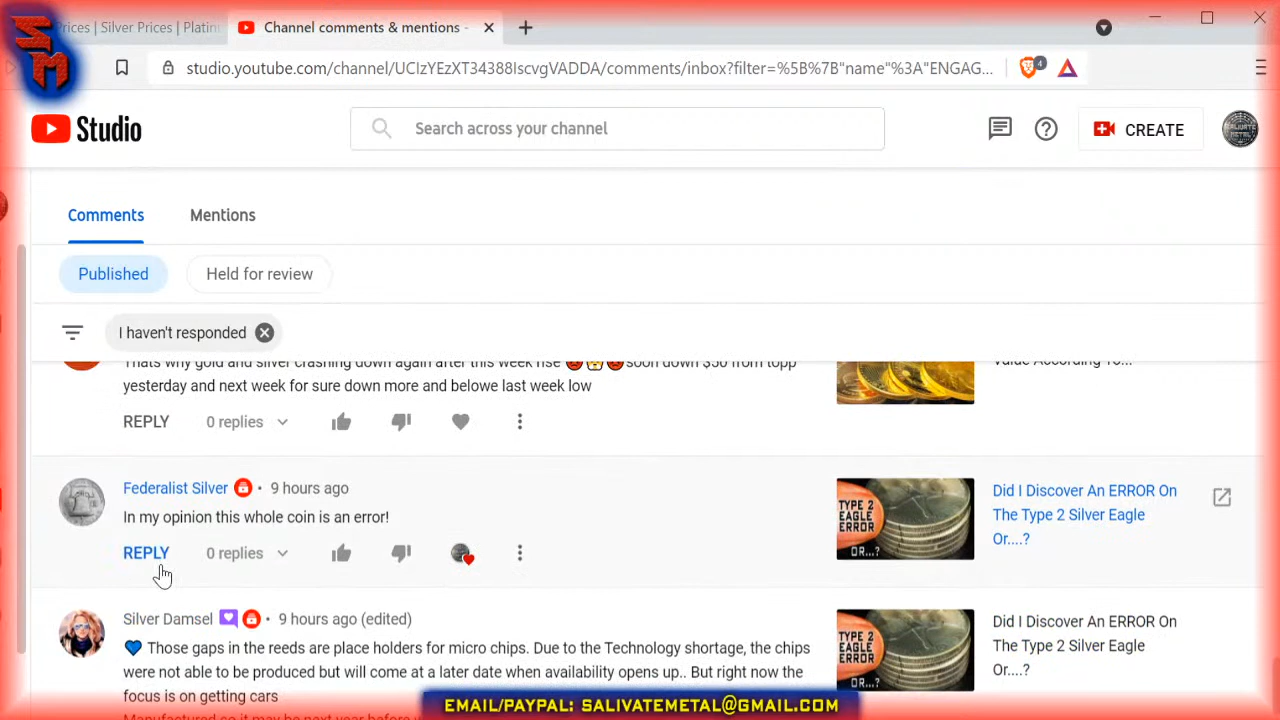 SM
Prices | Silver Prices | Platin
Channel comments & mentions -
studio.youtube.com/channel/UCIzYEzXT34388IscvgVADDA/comments/inbox?filter=%5B%7B"name"%3A"ENGAG...
4
Studio
Search across your channel
CREATE
Comments
Mentions
Published
Held for review
I haven't responded
Thats why gold and silver crashing down again after this week rise 😡🤬😡soon down $50 from topp
yesterday and next week for sure down more and belowe last week low
Value According To...
REPLY
0 replies
Federalist Silver • 9 hours ago
In my opinion this whole coin is an error!
REPLY
0 replies
TYPE 2
EAGLE
ERROR
OR...?
Did I Discover An ERROR On
The Type 2 Silver Eagle
Or....?
Silver Damsel • 9 hours ago (edited)
💙 Those gaps in the reeds are place holders for micro chips. Due to the Technology shortage, the chips
were not able to be produced but will come at a later date when availability opens up.. But right now the
focus is on getting cars
TYPE 2
EAGLE
ERROR
OR...?
Did I Discover An ERROR On
The Type 2 Silver Eagle
Or....?
EMAIL/PAYPAL: SALIVATEMETAL@GMAIL.COM